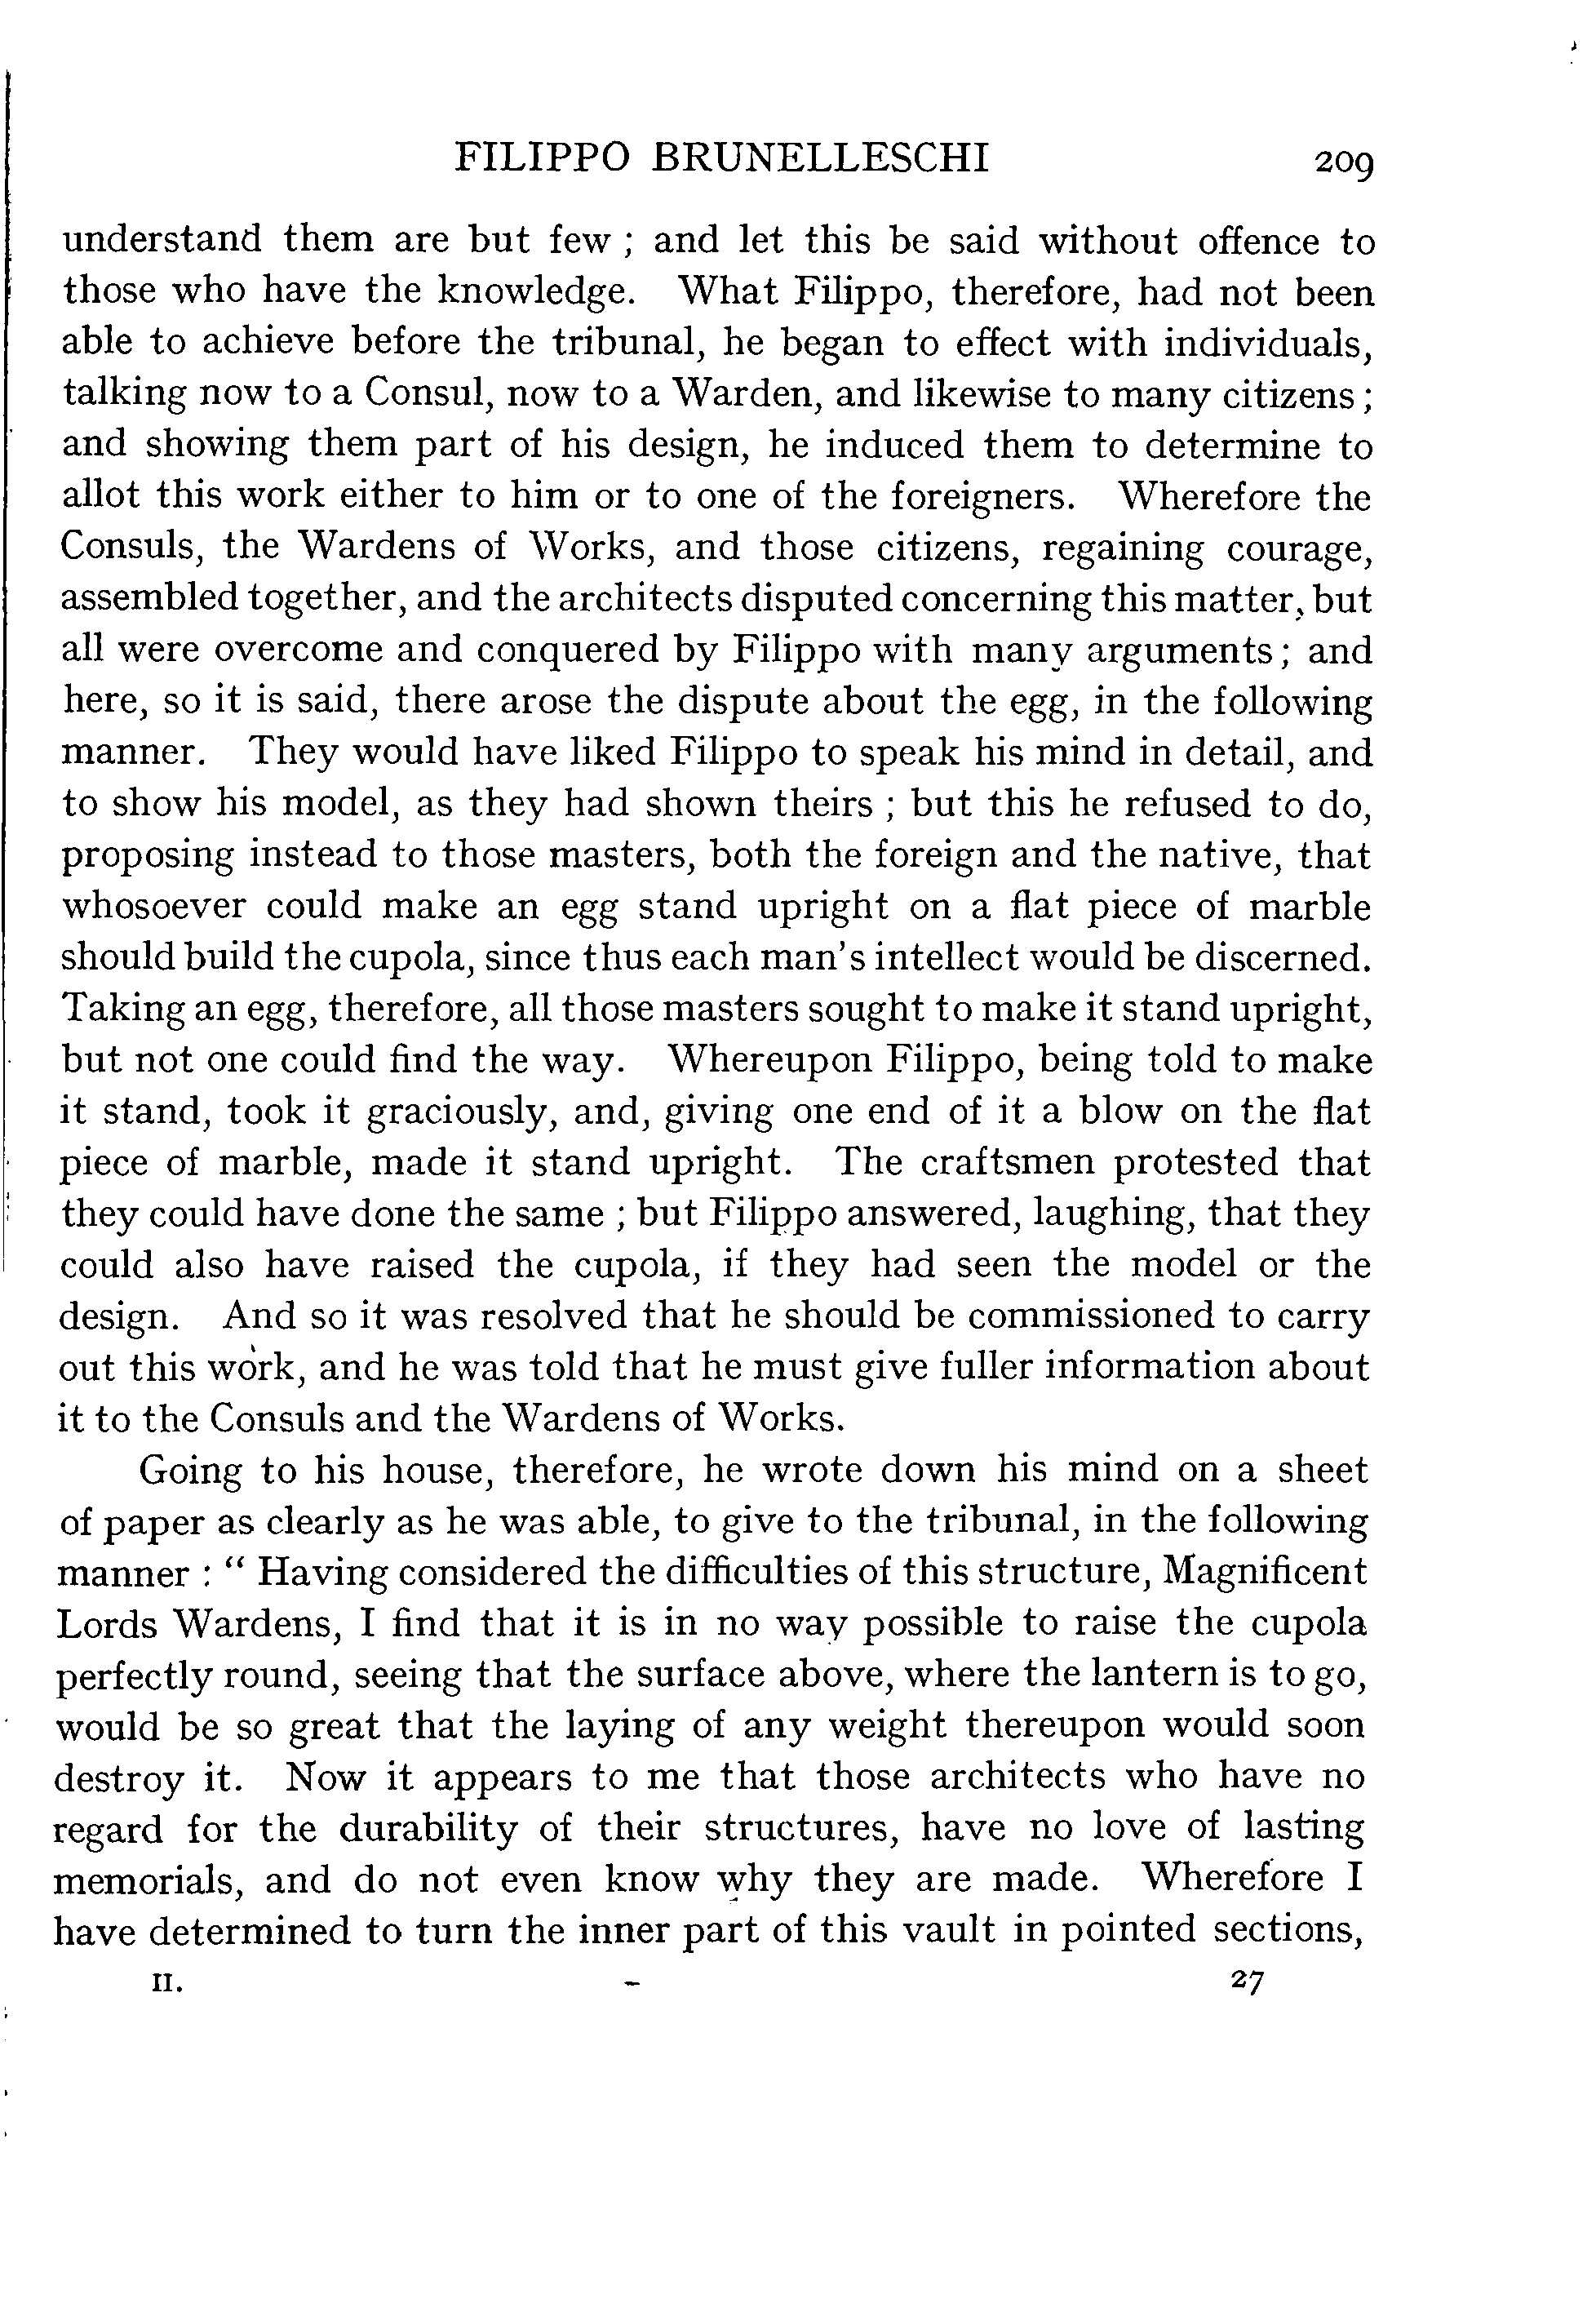 FILIPPO BRUNELLESCHI 209
understand them are but few ; and let this be said without offence to
those who have the knowledge. What Filippo, therefore, had not been
able to achieve before the tribunal, he began to effect with individuals,
talking now to a Consul, now to a Warden, and likewise to many citizens ;
and showing them part of his design, he induced them to determine to
allot this work either to him or to one of the foreigners. Wherefore the
Consuls, the Wardens of Works, and those citizens, regaining courage,
assembled together, and the architects disputed concerning this matter, but
all were overcome and conquered by Filippo with many arguments ; and
here, so it is said, there arose the dispute about the egg, in the following
manner. They would have liked Filippo to speak his mind in detail, and
to show his model, as they had shown theirs ; but this he refused to do,
proposing instead to those masters, both the foreign and the native, that
whosoever could make an egg stand upright on a flat piece of marble
should build the cupola, since thus each man's intellect would be discerned.
Taking an egg, therefore, all those masters sought to make it stand upright,
but not one could find the way. Whereupon Filippo, being told to make
it stand, took it graciously, and, giving one end of it a blow on the flat
piece of marble, made it stand upright. The craftsmen protested that
they could have done the same ; but Filippo answered, laughing, that they
could also have raised the cupola, if they had seen the model or the
design. And so it was resolved that he should be commissioned to carry
out this work, and he was told that he must give fuller information about
it to the Consuls and the Wardens of Works.
Going to his house, therefore, he wrote down his mind on a sheet
of paper as clearly as he was able, to give to the tribunal, in the following
manner : “ Having considered the difficulties of this structure, Magnificent
Lords Wardens, I find that it is in no way possible to raise the cupola
perfectly round, seeing that the surface above, where the lantern is to go,
would be so great that the laying of any weight thereupon would soon
destroy it. Now it appears to me that those architects who have no
regard for the durability of their structures, have no love of lasting
memorials, and do not even know why they are made. Wherefore I
have determined to turn the inner part of this vault in pointed sections,
II. 27